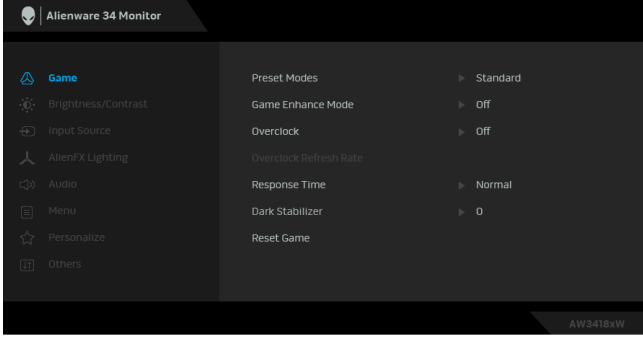 Alienware 34 Monitor
Game
Preset Modes Standard
Brightness/Contrast
Game Enhance Mode Off
Input Source
Overclock Off
AlienFX Lighting
Overclock Refresh Rate
Audio
Response Time Normal
Menu
Dark Stabilizer 0
Personalize
Reset Game
Others
AW3418xW